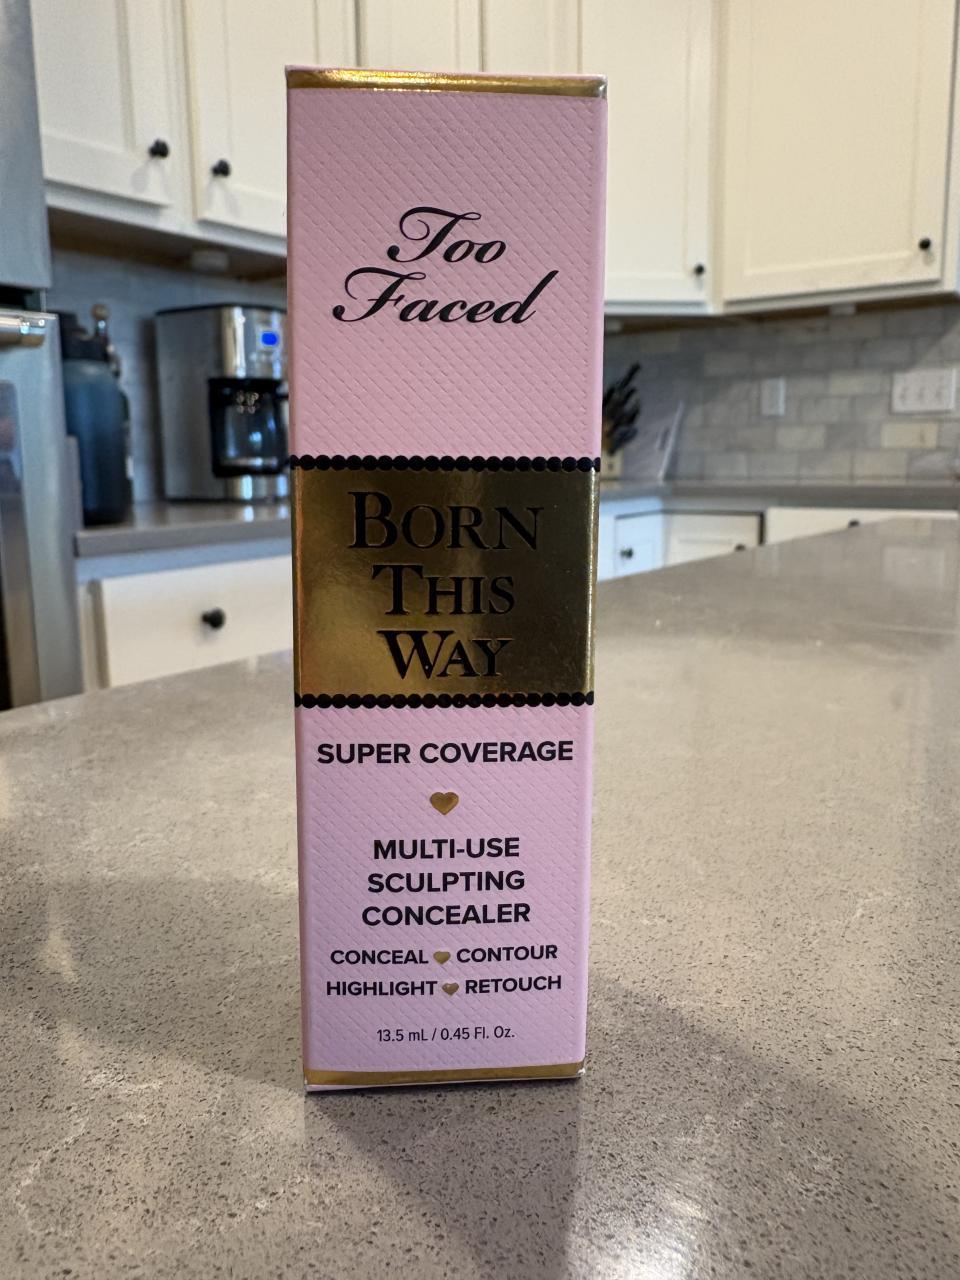 Too
Faced
BORN
THIS
WAY
SUPER COVERAGE
MULTI-USE
SCULPTING
CONCEALER
CONCEAL CONTOUR
HIGHLIGHT RETOUCH
13.5 mL / 0.45 Fl. Oz.